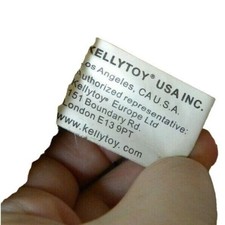 KELLYTOY® USA INC.
Los Angeles, CA U.S.A.
Authorized representative:
Kellytoy® Europe Ltd
151 Boundary Rd.
London E13 9PT
www.kellytoy.com